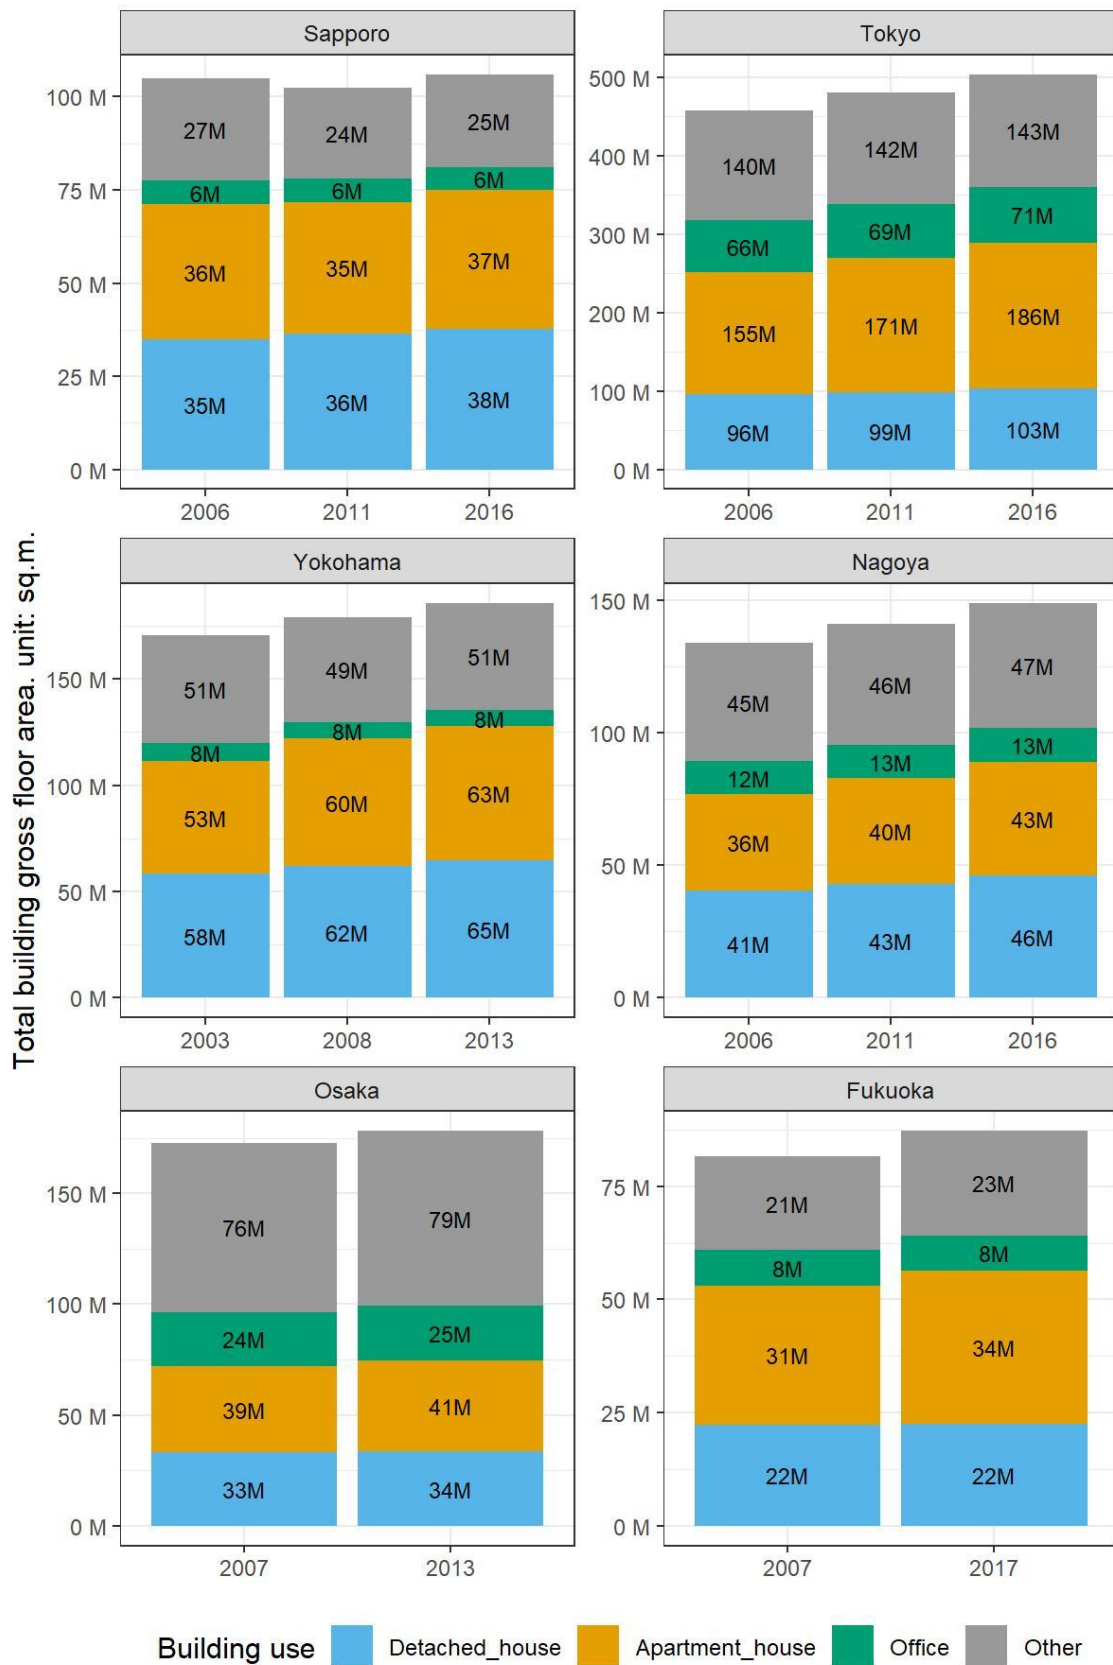 Total building gross floor area. unit: sq.m.
Sapporo
100 M
75 M
50 M
25 M
0 M
27M
24M
25M
6M
6M
6M
36M
35M
37M
35M
36M
38M
2006
2011
2016
Tokyo
500 M
400 M
300 M
200 M
100 M
0 M
140M
142M
143M
66M
69M
71M
155M
171M
186M
96M
99M
103M
2006
2011
2016
Yokohama
150 M
100 M
50 M
0 M
51M
49M
51M
8M
8M
8M
53M
60M
63M
58M
62M
65M
2003
2008
2013
Nagoya
150 M
100 M
50 M
0 M
45M
46M
47M
12M
13M
13M
36M
40M
43M
41M
43M
46M
2006
2011
2016
Osaka
150 M
100 M
50 M
0 M
76M
79M
24M
25M
39M
41M
33M
34M
2007
2013
Fukuoka
75 M
50 M
25 M
0 M
21M
23M
8M
8M
31M
34M
22M
22M
2007
2017
Building use
Detached_house
Apartment_house
Office
Other